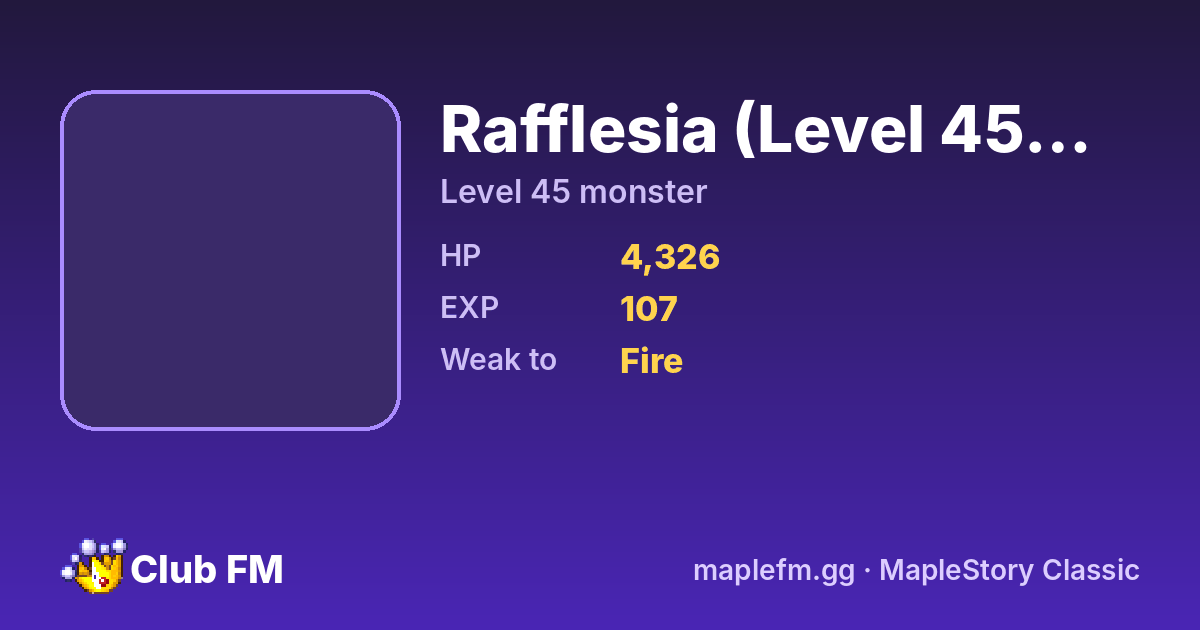 Rafflesia (Level 45...
Level 45 monster
HP 4,326
EXP 107
Weak to Fire
Club FM
maplefm.gg · MapleStory Classic